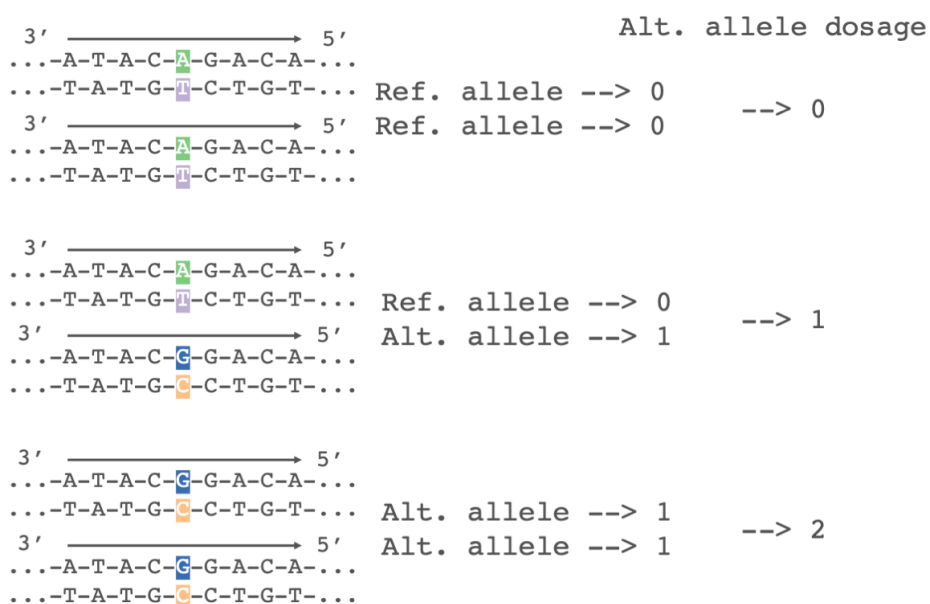 Alt. allele dosage
3′ 5′
...-A-T-A-C-A-G-A-C-A-...
...-T-A-T-G-T-C-T-G-T-...
Ref. allele --> 0
3′ 5′
Ref. allele --> 0
--> 0
...-A-T-A-C-A-G-A-C-A-...
...-T-A-T-G-T-C-T-G-T-...
3′ 5′
...-A-T-A-C-A-G-A-C-A-...
...-T-A-T-G-T-C-T-G-T-...
Ref. allele --> 0
3′ 5′
Alt. allele --> 1
--> 1
...-A-T-A-C-G-G-A-C-A-...
...-T-A-T-G-C-C-T-G-T-...
3′ 5′
...-A-T-A-C-G-G-A-C-A-...
...-T-A-T-G-C-C-T-G-T-...
Alt. allele --> 1
3′ 5′
Alt. allele --> 1
--> 2
...-A-T-A-C-G-G-A-C-A-...
...-T-A-T-G-C-C-T-G-T-...